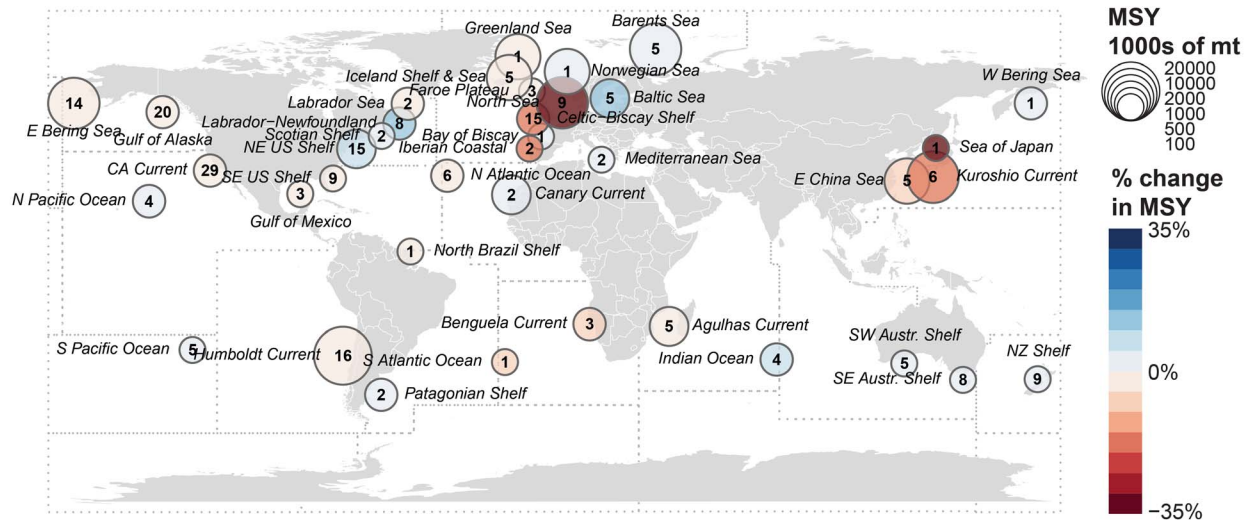 Greenland Sea
Barents Sea
MSY
1000s of mt
1
5
20000
Iceland Shelf & Sea
5
1
Norwegian Sea
W Bering Sea
10000
Faroe Plateau
3
2000
14
Labrador Sea
2
North Sea
9
5
Baltic Sea
1
1000
20
500
E Bering Sea
Labrador−Newfoundland
8
15
Celtic−Biscay Shelf
100
Gulf of Alaska
Scotian Shelf
2
Bay of Biscay
1
NE US Shelf
15
Iberian Coastal
2
1
Sea of Japan
2
Mediterranean Sea
CA Current
29
SE US Shelf
9
6
N Atlantic Ocean
E China Sea
5
6
Kuroshio Current
% change
in MSY
N Pacific Ocean
4
3
2
Canary Current
Gulf of Mexico
35%
1
North Brazil Shelf
Benguela Current
3
5
Agulhas Current
SW Austr. Shelf
S Pacific Ocean
5
Humboldt Current
16
S Atlantic Ocean
1
Indian Ocean
4
5
NZ Shelf
SE Austr. Shelf
8
9
0%
2
Patagonian Shelf
−35%